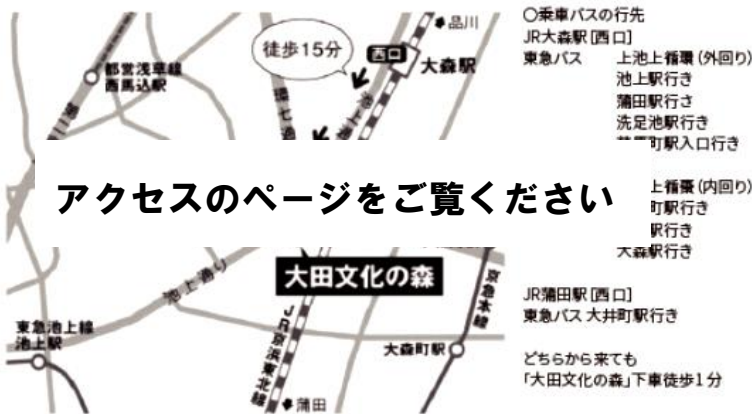 品川
徒歩15分
西口
大森駅
都営浅草線
西馬込駅
環七通
池上通
第二
アクセスのページをご覧ください
大田文化の森
池上通り
JR京浜東北線
京急本線
東急池上線
池上駅
大森町駅
蒲田
〇乗車バスの行先
JR大森駅[西口]
東急バス 上池上循環(外回り)
池上駅行き
蒲田駅行き
洗足池駅行き
町駅入口行き
上循環(内回り)
町駅行き
駅行き
大森駅行き
JR蒲田駅[西口]
東急バス 大井町駅行き
どちらから来ても
「大田文化の森」下車徒歩1分